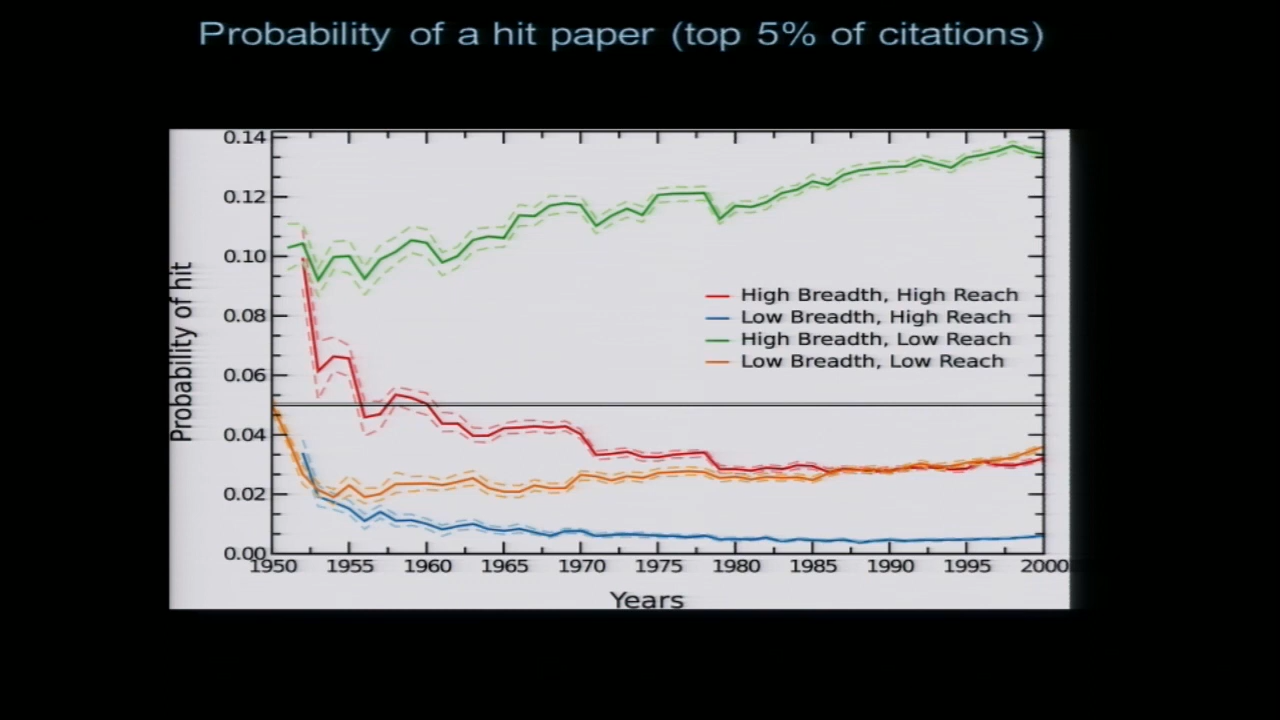 Probability of a hit paper (top 5% of citations)
0.14
0.12
0.10
0.08
0.06
0.04
0.02
0.00
Probability of hit
High Breadth, High Reach
Low Breadth, High Reach
High Breadth, Low Reach
Low Breadth, Low Reach
1950 1955 1960 1965 1970 1975 1980 1985 1990 1995 2000
Years